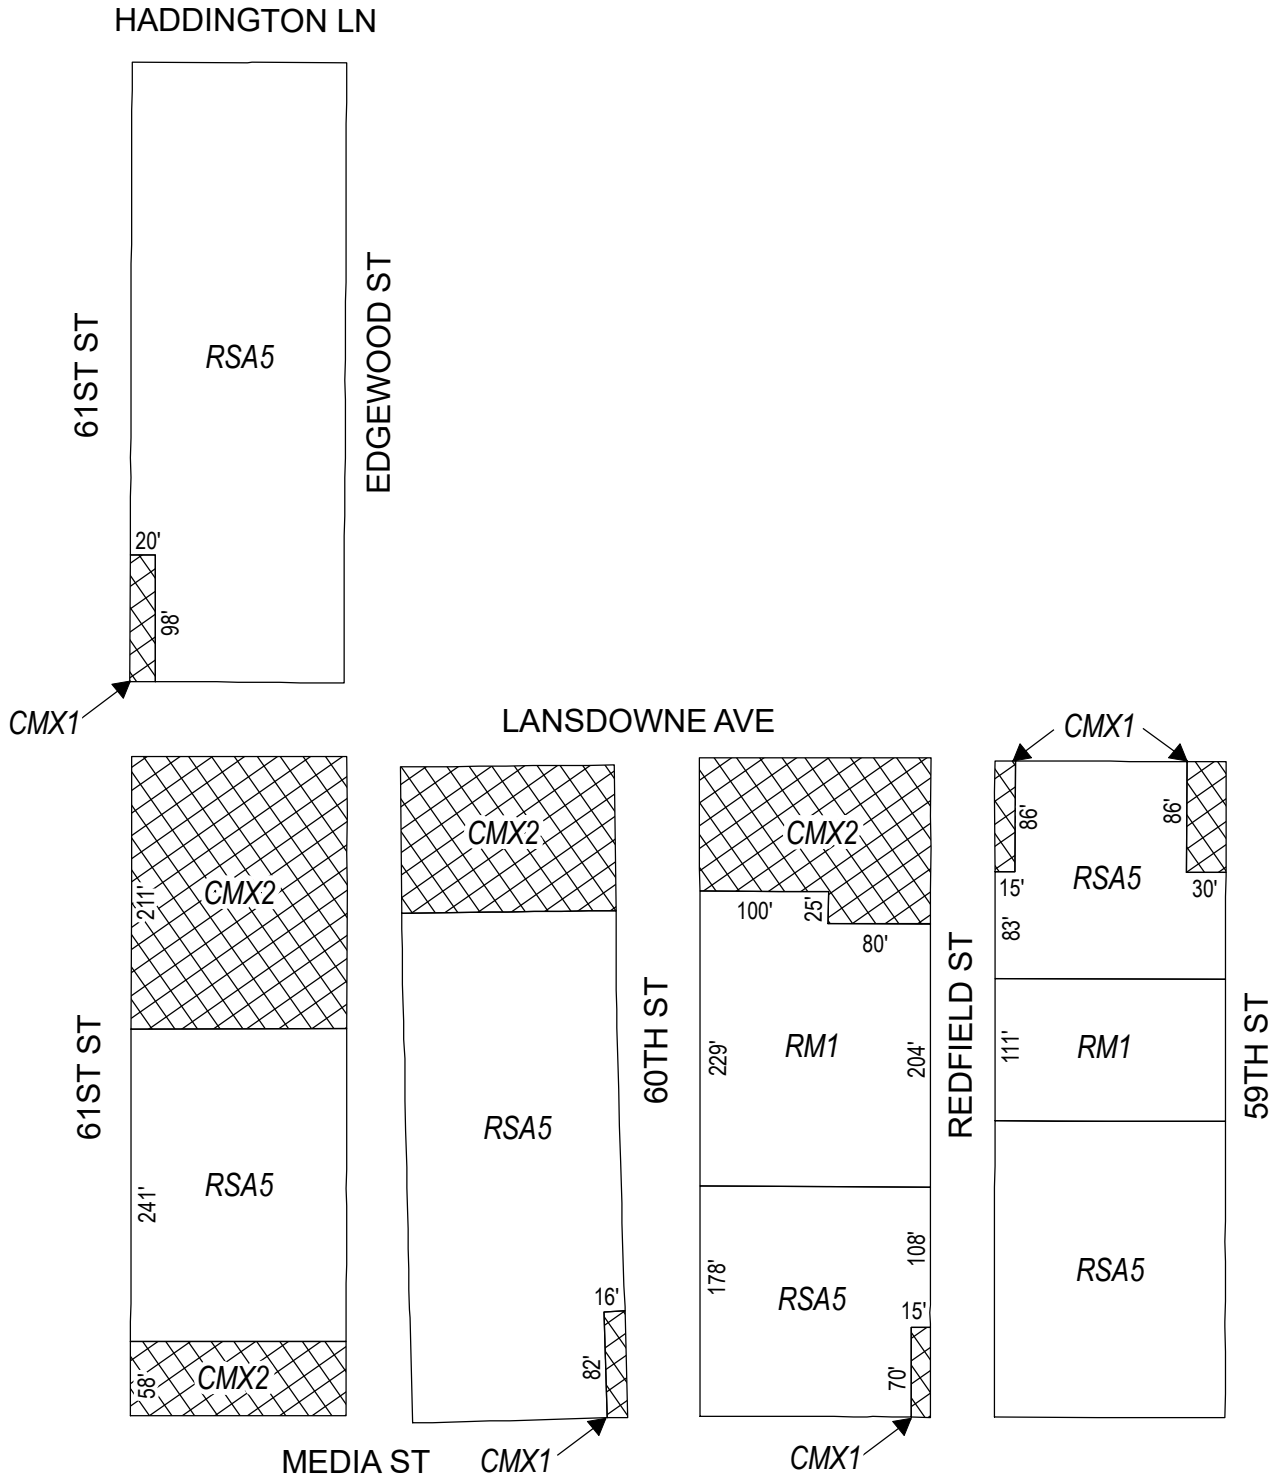 HADDINGTON LN
61ST ST
RSA5
EDGEWOOD ST
20'
98'
CMX1
LANSDOWNE AVE
CMX1
61ST ST
211'
CMX2
241'
RSA5
58'
CMX2
CMX2
RSA5
16'
82'
CMX1
60TH ST
CMX2
100'
25'
80'
229'
RM1
204'
178'
RSA5
108'
15'
70'
CMX1
REDFIELD ST
86'
86'
15'
RSA5
30'
83'
111'
RM1
RSA5
59TH ST
MEDIA ST